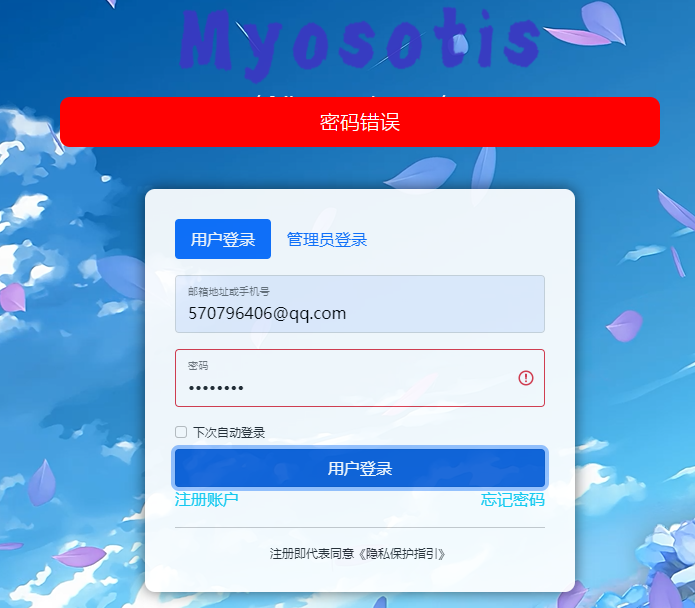 Myosotis
密码错误
用户登录 管理员登录
邮箱地址或手机号
570796406@qq.com
密码
••••••••
下次自动登录
用户登录
注册账户 忘记密码
注册即代表同意《隐私保护指引》